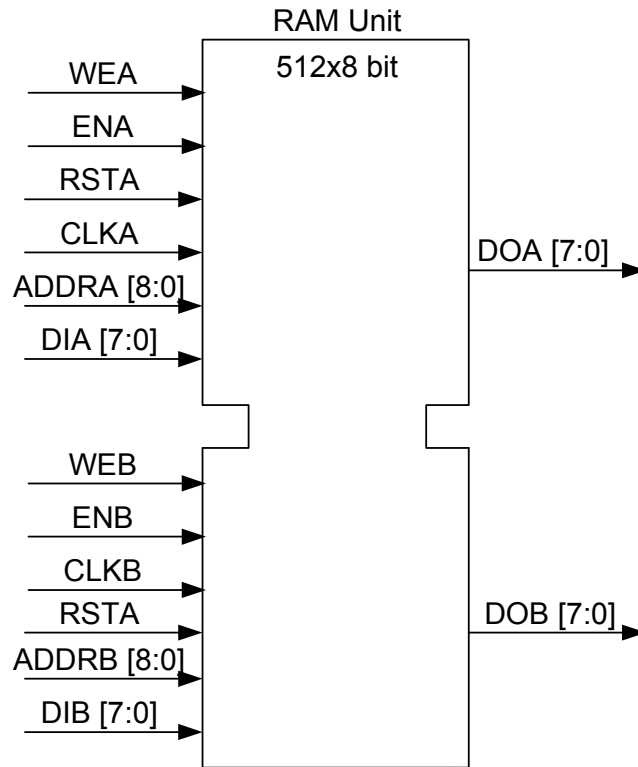 RAM Unit
512x8 bit
WEA
ENA
RSTA
CLKA
ADDRA [8:0]
DIA [7:0]
DOA [7:0]
WEB
ENB
CLKB
RSTA
ADDRB [8:0]
DIB [7:0]
DOB [7:0]